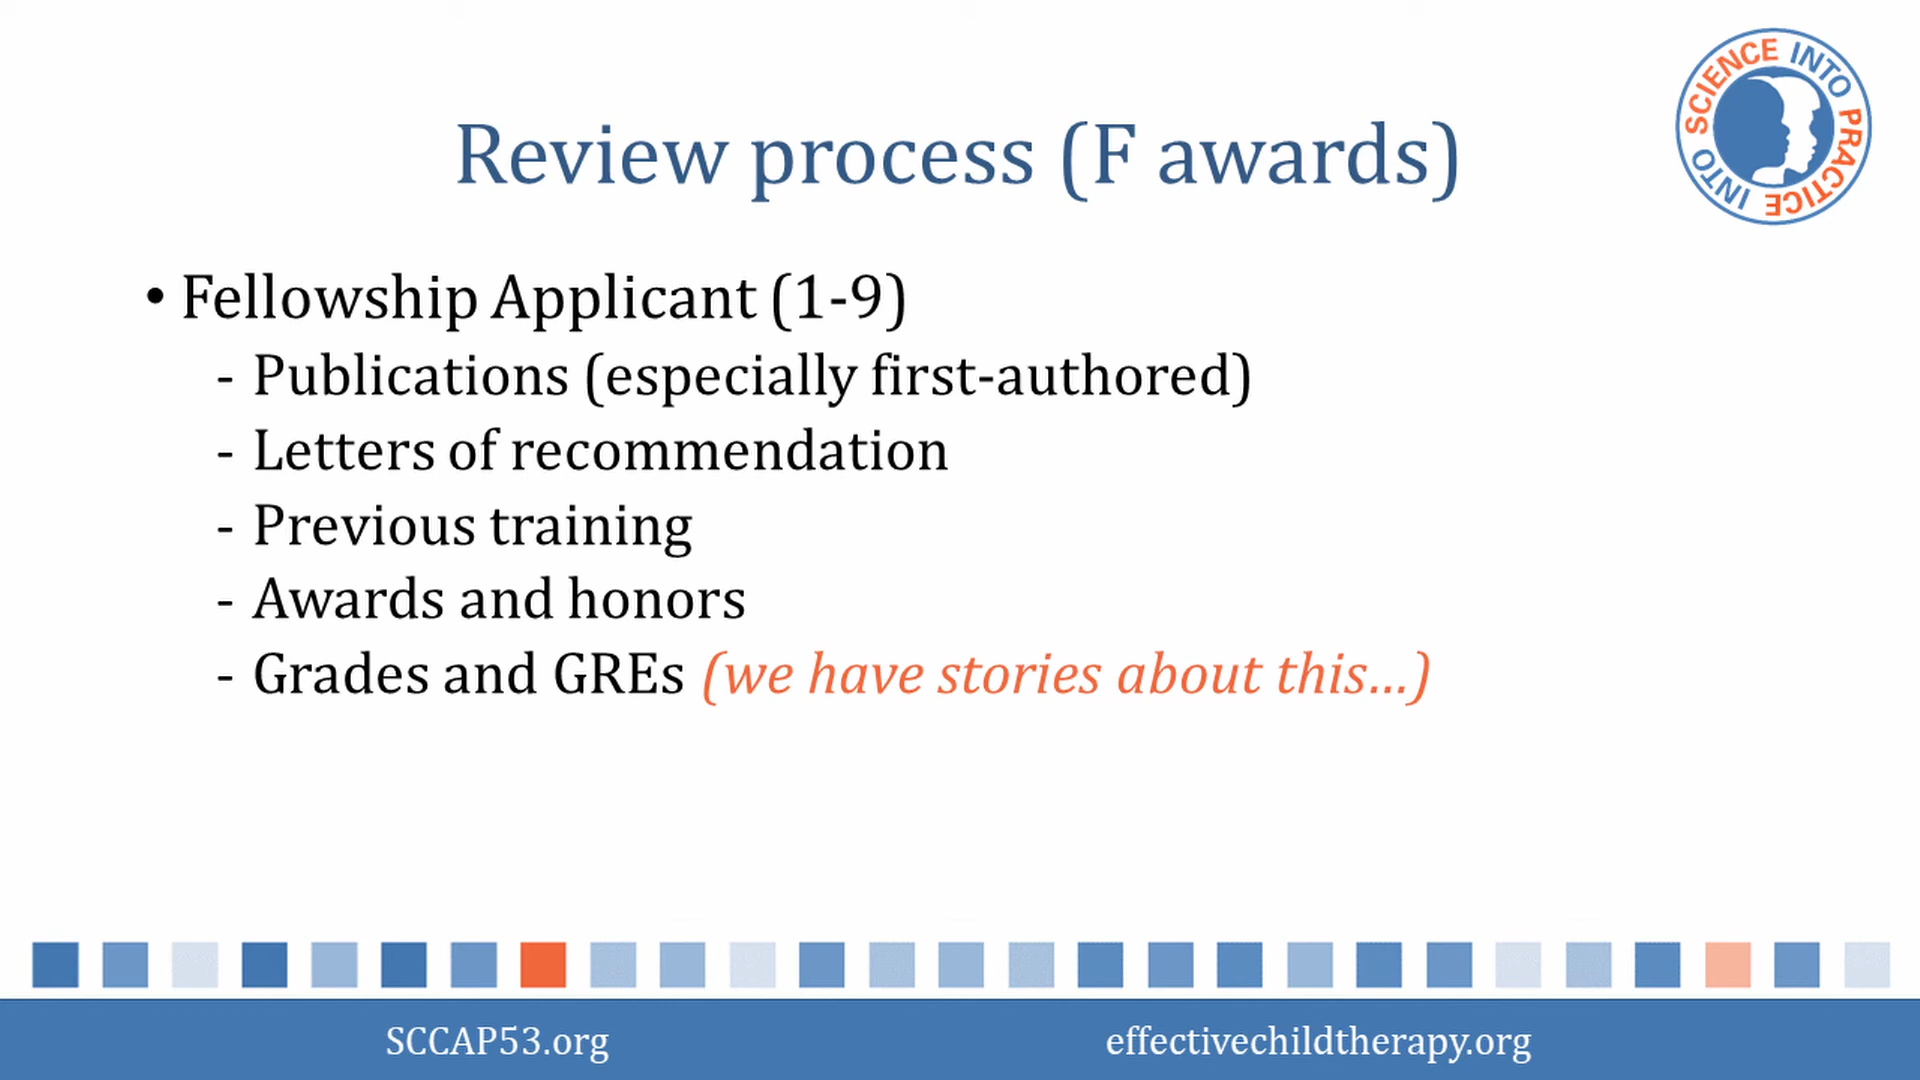 Review process (F awards)
SCIENCE INTO PRACTICE INTO
• Fellowship Applicant (1-9)
- Publications (especially first-authored)
- Letters of recommendation
- Previous training
- Awards and honors
- Grades and GREs (we have stories about this...)
SCCAP53.org
effectivechildtherapy.org